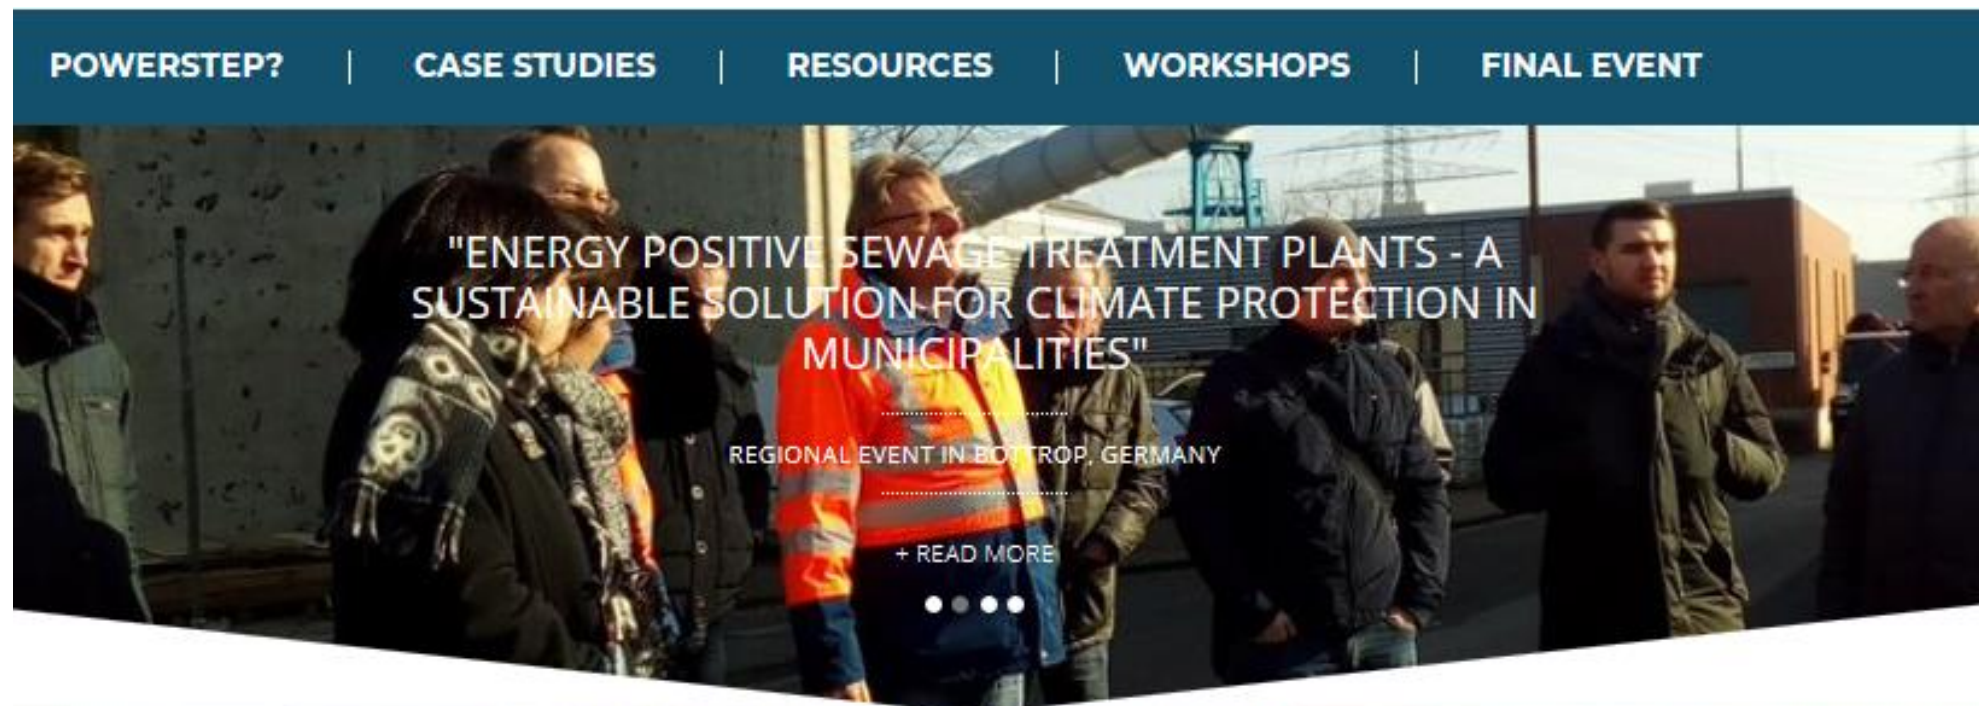 POWERSTEP? | CASE STUDIES | RESOURCES | WORKSHOPS | FINAL EVENT
"ENERGY POSITIVE SEWAGE TREATMENT PLANTS - A
SUSTAINABLE SOLUTION FOR CLIMATE PROTECTION IN
MUNICIPALITIES"
REGIONAL EVENT IN BOTTROP, GERMANY
+ READ MORE